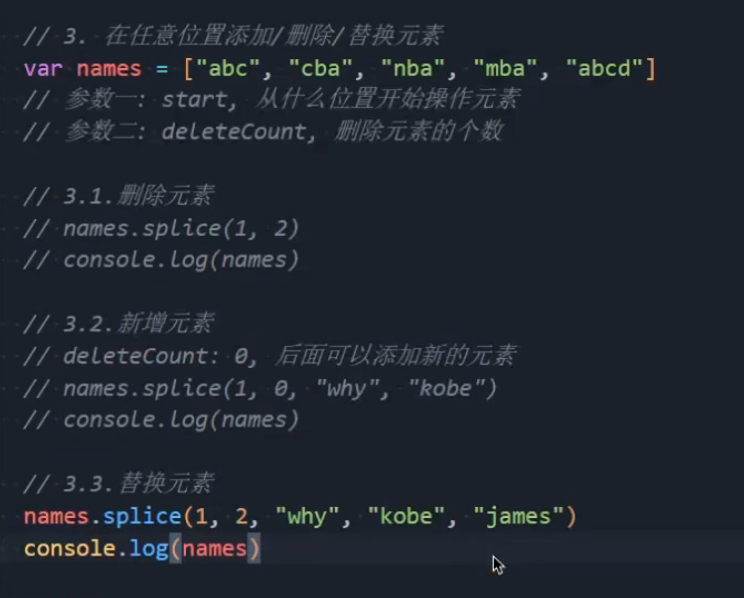 // 3. 在任意位置添加/删除/替换元素
var names = ["abc", "cba", "nba", "mba", "abcd"]
// 参数一: start, 从什么位置开始操作元素
// 参数二: deleteCount, 删除元素的个数
// 3.1.删除元素
// names.splice(1, 2)
// console.log(names)
// 3.2.新增元素
// deleteCount: 0, 后面可以添加新的元素
// names.splice(1, 0, "why", "kobe")
// console.log(names)
// 3.3.替换元素
names.splice(1, 2, "why", "kobe", "james")
console.log(names)